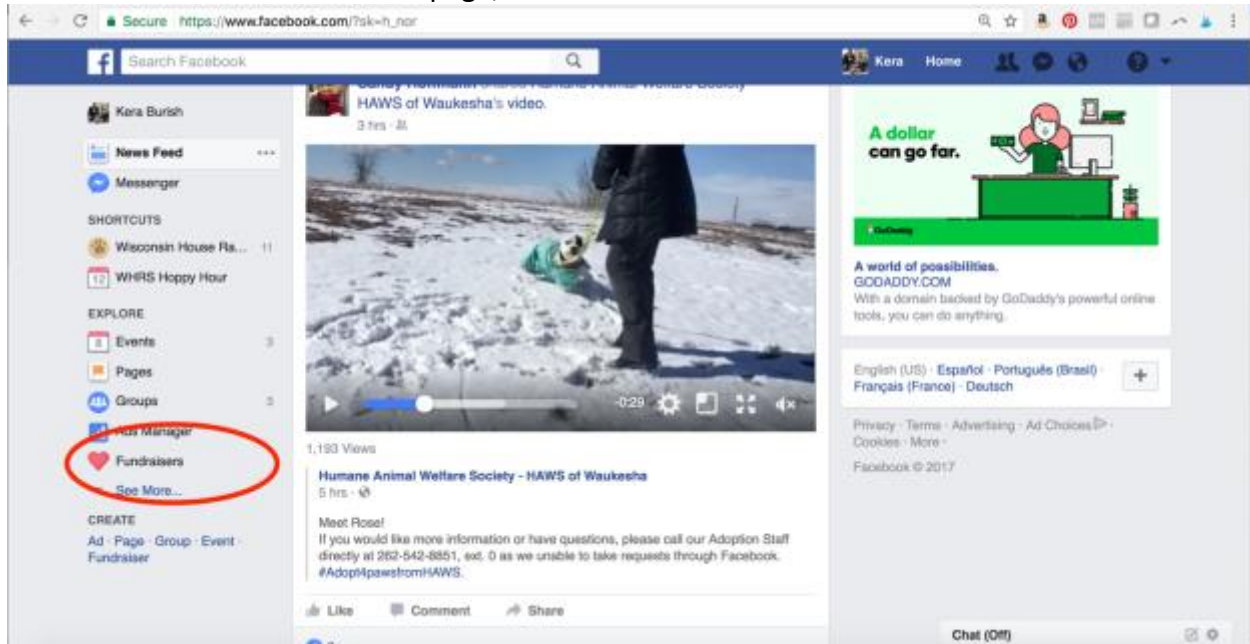 Secure https://www.facebook.com/?sk=h_nor
Search Facebook
Kera Home
Kera Burish
News Feed
Messenger
SHORTCUTS
Wisconsin House Ra... 11
WHRS Hoppy Hour
EXPLORE
Events 3
Pages
Groups 3
Ads Manager
Fundraisers
See More...
CREATE
Ad · Page · Group · Event ·
Fundraiser
HAWS of Waukesha's video.
3 hrs
-0:29
1,193 Views
Humane Animal Welfare Society - HAWS of Waukesha
5 hrs
Meet Rose!
If you would like more information or have questions, please call our Adoption Staff
directly at 262-542-8851, ext. 0 as we unable to take requests through Facebook.
#Adopt4pawsfromHAWS.
Like Comment Share
A dollar
can go far.
GoDaddy
A world of possibilities.
GODADDY.COM
With a domain backed by GoDaddy's powerful online
tools, you can do anything.
English (US) · Español · Português (Brasil) ·
Français (France) · Deutsch
Privacy · Terms · Advertising · Ad Choices ·
Cookies · More ·
Facebook © 2017
Chat (Off)